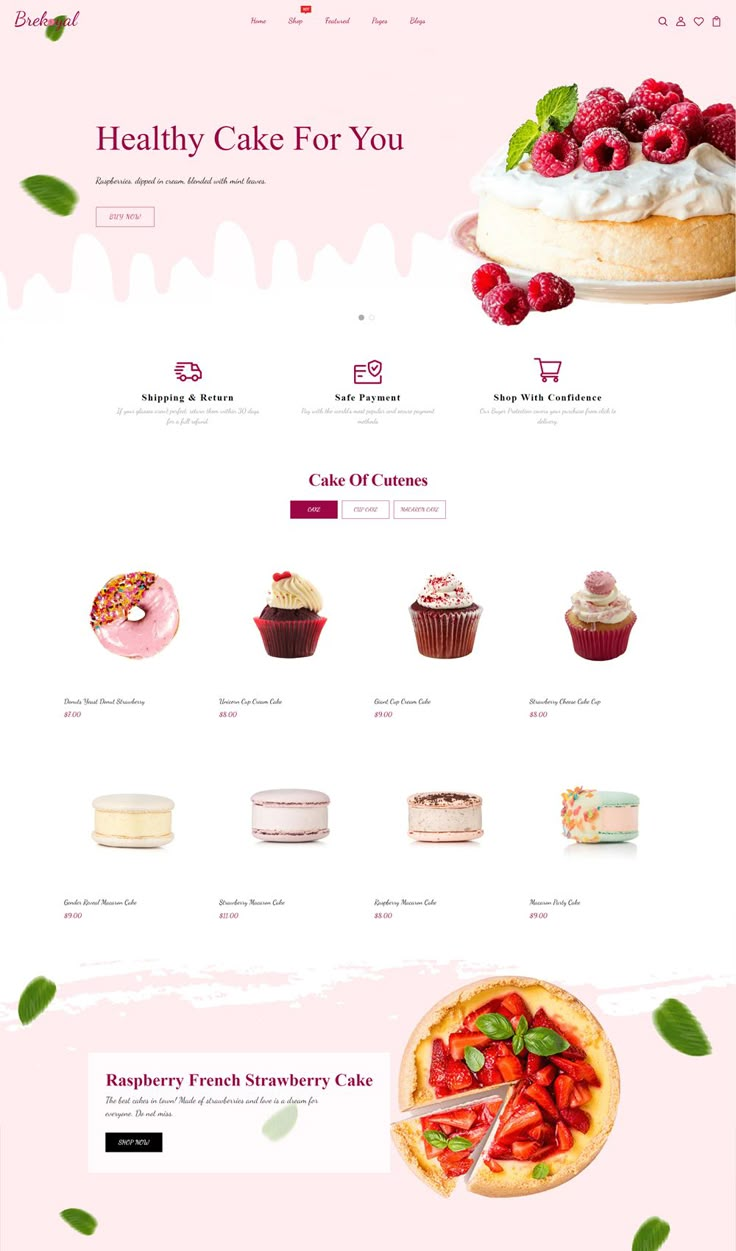 Brekoyal
Home Shop HOT Featured Pages Blogs
Healthy Cake For You
Raspberries, dipped in cream, blended with mint leaves.
BUY NOW
Shipping & Return
If your glasses aren't perfect, return them within 30 days
for a full refund
Safe Payment
Pay with the world's most popular and secure payment
methods
Shop With Confidence
Our Buyer Protection covers your purchase from click to
delivery
Cake Of Cutenes
CAKE CUP CAKE MACARON CAKE
Donuts Yeast Donut Strawberry
$7.00
Unicorn Cup Cream Cake
$8.00
Giant Cup Cream Cake
$9.00
Strawberry Cheese Cake Cup
$8.00
Gender Reveal Macaron Cake
$9.00
Strawberry Macaron Cake
$11.00
Raspberry Macaron Cake
$8.00
Macaron Party Cake
$9.00
Raspberry French Strawberry Cake
The best cakes in town! Made of strawberries and love is a dream for
everyone. Do not miss.
SHOP NOW